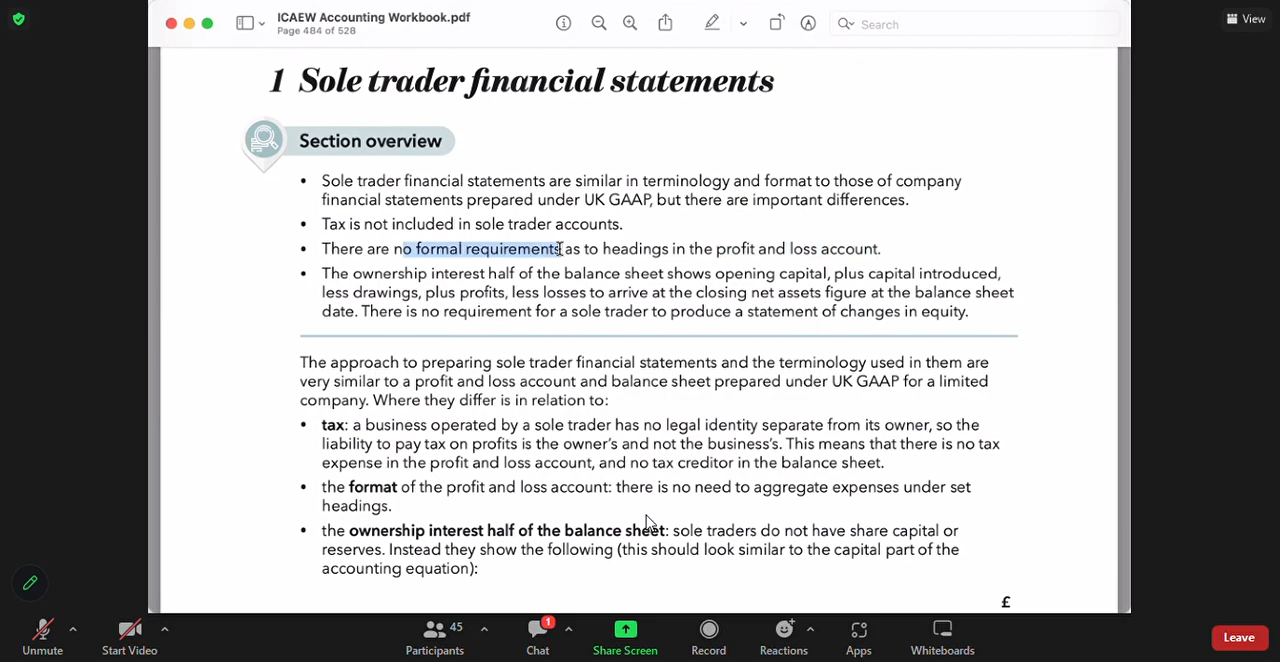 ICAEW Accounting Workbook.pdf
Page 484 of 528
Search
View
1 Sole trader financial statements
Section overview
• Sole trader financial statements are similar in terminology and format to those of company
financial statements prepared under UK GAAP, but there are important differences.
• Tax is not included in sole trader accounts.
• There are no formal requirements as to headings in the profit and loss account.
• The ownership interest half of the balance sheet shows opening capital, plus capital introduced,
less drawings, plus profits, less losses to arrive at the closing net assets figure at the balance sheet
date. There is no requirement for a sole trader to produce a statement of changes in equity.
The approach to preparing sole trader financial statements and the terminology used in them are
very similar to a profit and loss account and balance sheet prepared under UK GAAP for a limited
company. Where they differ is in relation to:
• tax: a business operated by a sole trader has no legal identity separate from its owner, so the
liability to pay tax on profits is the owner's and not the business's. This means that there is no tax
expense in the profit and loss account, and no tax creditor in the balance sheet.
• the format of the profit and loss account: there is no need to aggregate expenses under set
headings.
• the ownership interest half of the balance sheet: sole traders do not have share capital or
reserves. Instead they show the following (this should look similar to the capital part of the
accounting equation):
£
Unmute
Start Video
45
Participants
1
Chat
Share Screen
Record
Reactions
Apps
Whiteboards
Leave